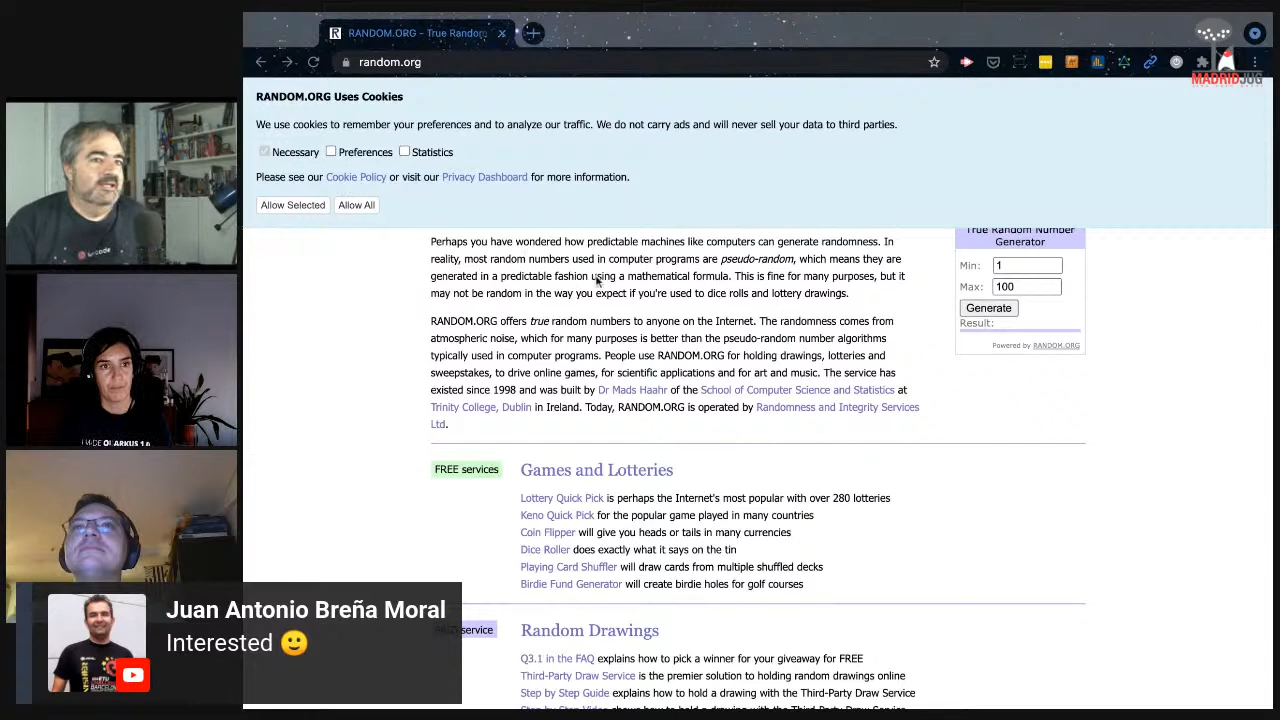 RANDOM.ORG - True Random
random.org
MADRIDJUG
RANDOM.ORG Uses Cookies
We use cookies to remember your preferences and to analyze our traffic. We do not carry ads and will never sell your data to third parties.
Necessary Preferences Statistics
Please see our Cookie Policy or visit our Privacy Dashboard for more information.
Allow Selected Allow All
Perhaps you have wondered how predictable machines like computers can generate randomness. In
reality, most random numbers used in computer programs are pseudo-random, which means they are
generated in a predictable fashion using a mathematical formula. This is fine for many purposes, but it
may not be random in the way you expect if you're used to dice rolls and lottery drawings.
RANDOM.ORG offers true random numbers to anyone on the Internet. The randomness comes from
atmospheric noise, which for many purposes is better than the pseudo-random number algorithms
typically used in computer programs. People use RANDOM.ORG for holding drawings, lotteries and
sweepstakes, to drive online games, for scientific applications and for art and music. The service has
existed since 1998 and was built by Dr Mads Haahr of the School of Computer Science and Statistics at
Trinity College, Dublin in Ireland. Today, RANDOM.ORG is operated by Randomness and Integrity Services
Ltd.
True Random Number
Generator
Min: 1
Max: 100
Generate
Result:
Powered by RANDOM.ORG
FREE services
Games and Lotteries
Lottery Quick Pick is perhaps the Internet's most popular with over 280 lotteries
Keno Quick Pick for the popular game played in many countries
Coin Flipper will give you heads or tails in many currencies
Dice Roller does exactly what it says on the tin
Playing Card Shuffler will draw cards from multiple shuffled decks
Birdie Fund Generator will create birdie holes for golf courses
service
Random Drawings
Q3.1 in the FAQ explains how to pick a winner for your giveaway for FREE
Third-Party Draw Service is the premier solution to holding random drawings online
Step by Step Guide explains how to hold a drawing with the Third-Party Draw Service
Step by Step Video shows how to hold a drawing with the Third-Party Draw Service
Juan Antonio Breña Moral
Interested 🙂